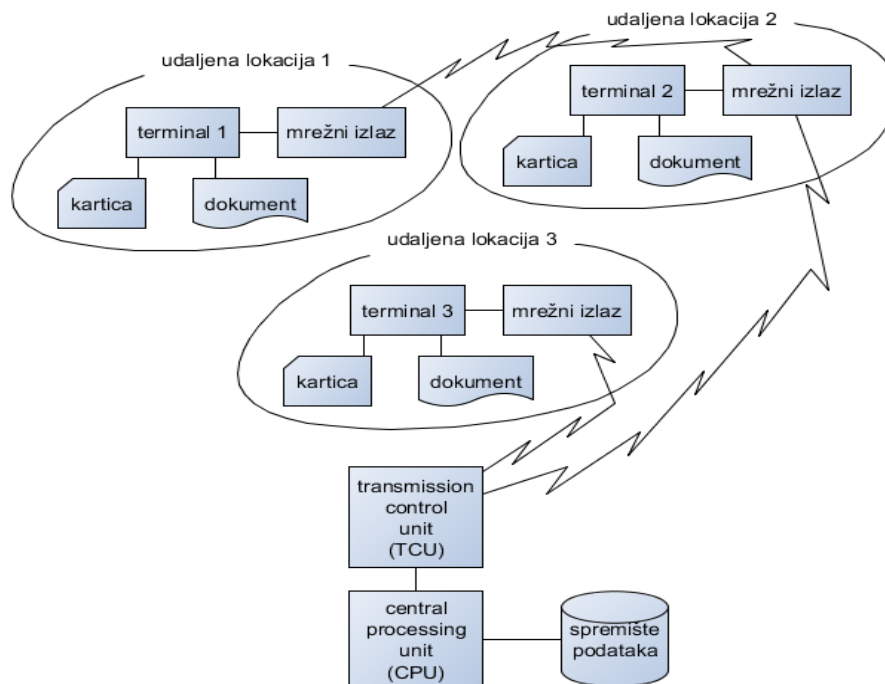 udaljena lokacija 2
udaljena lokacija 1
terminal 2
mrežni izlaz
terminal 1
mrežni izlaz
kartica
dokument
kartica
dokument
udaljena lokacija 3
terminal 3
mrežni izlaz
kartica
dokument
transmission
control
unit
(TCU)
central
processing
unit
(CPU)
spremište
podataka